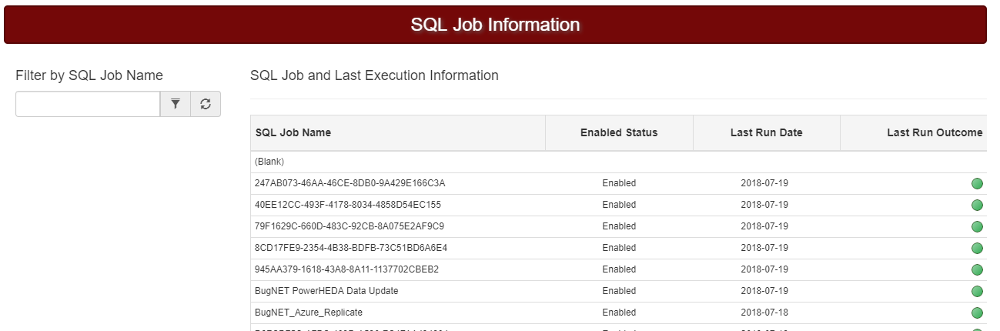 SQL Job Information
Filter by SQL Job Name
SQL Job and Last Execution Information
SQL Job Name Enabled Status Last Run Date Last Run Outcome
(Blank)
247AB073-46AA-46CE-8DB0-9A429E166C3A Enabled 2018-07-19
40EE12CC-493F-4178-8034-4858D54EC155 Enabled 2018-07-19
79F1629C-660D-483C-92CB-8A075E2AF9C9 Enabled 2018-07-19
8CD17FE9-2354-4B38-BDFB-73C51BD6A6E4 Enabled 2018-07-19
945AA379-1618-43A8-8A11-1137702CBEB2 Enabled 2018-07-19
BugNET PowerHEDA Data Update Enabled 2018-07-19
BugNET_Azure_Replicate Enabled 2018-07-18